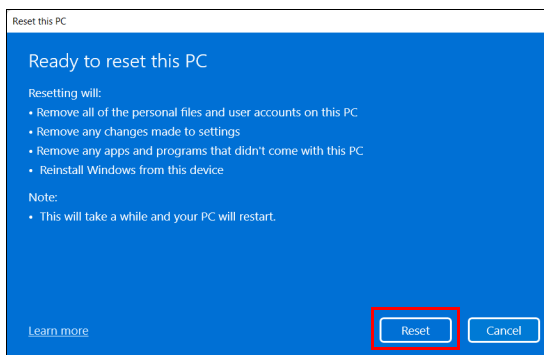 Reset this PC
Ready to reset this PC
Resetting will:
• Remove all of the personal files and user accounts on this PC
• Remove any changes made to settings
• Remove any apps and programs that didn't come with this PC
• Reinstall Windows from this device
Note:
• This will take a while and your PC will restart.
Learn more
Reset
Cancel